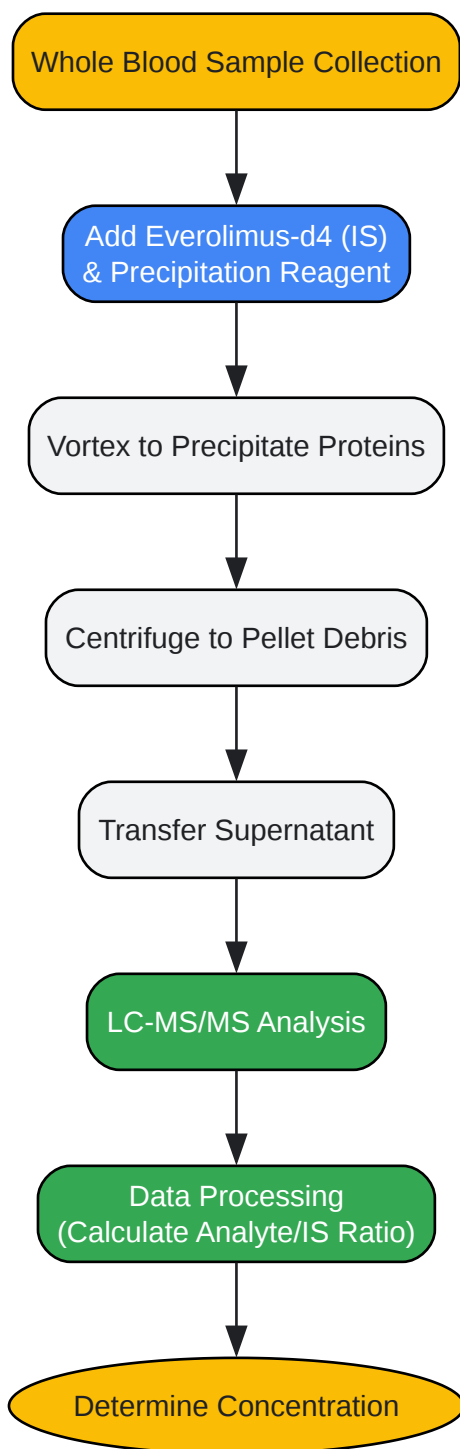 Whole Blood Sample Collection
Add Everolimus-d4 (IS)
& Precipitation Reagent
Vortex to Precipitate Proteins
Centrifuge to Pellet Debris
Transfer Supernatant
LC-MS/MS Analysis
Data Processing
(Calculate Analyte/IS Ratio)
Determine Concentration